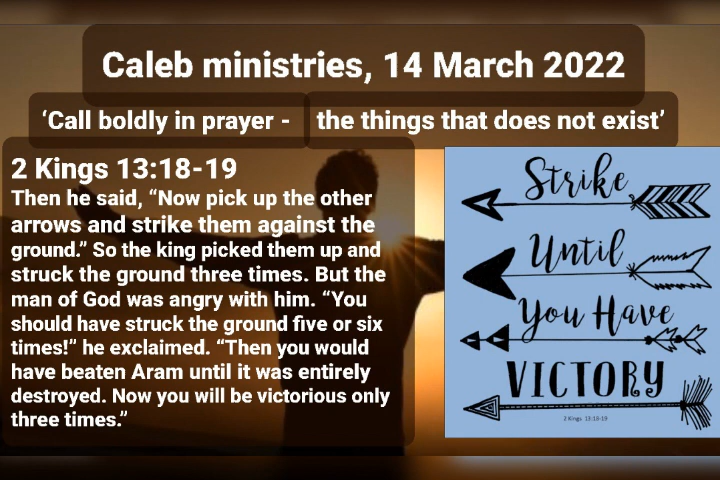 Caleb ministries, 14 March 2022
‘Call boldly in prayer - the things that does not exist’
2 Kings 13:18-19
Then he said, “Now pick up the other
arrows and strike them against the
ground.” So the king picked them up and
struck the ground three times. But the
man of God was angry with him. “You
should have struck the ground five or six
times!” he exclaimed. “Then you would
have beaten Aram until it was entirely
destroyed. Now you will be victorious only
three times.”
Strike
Until
You Have
VICTORY
2 Kings 13:18-19